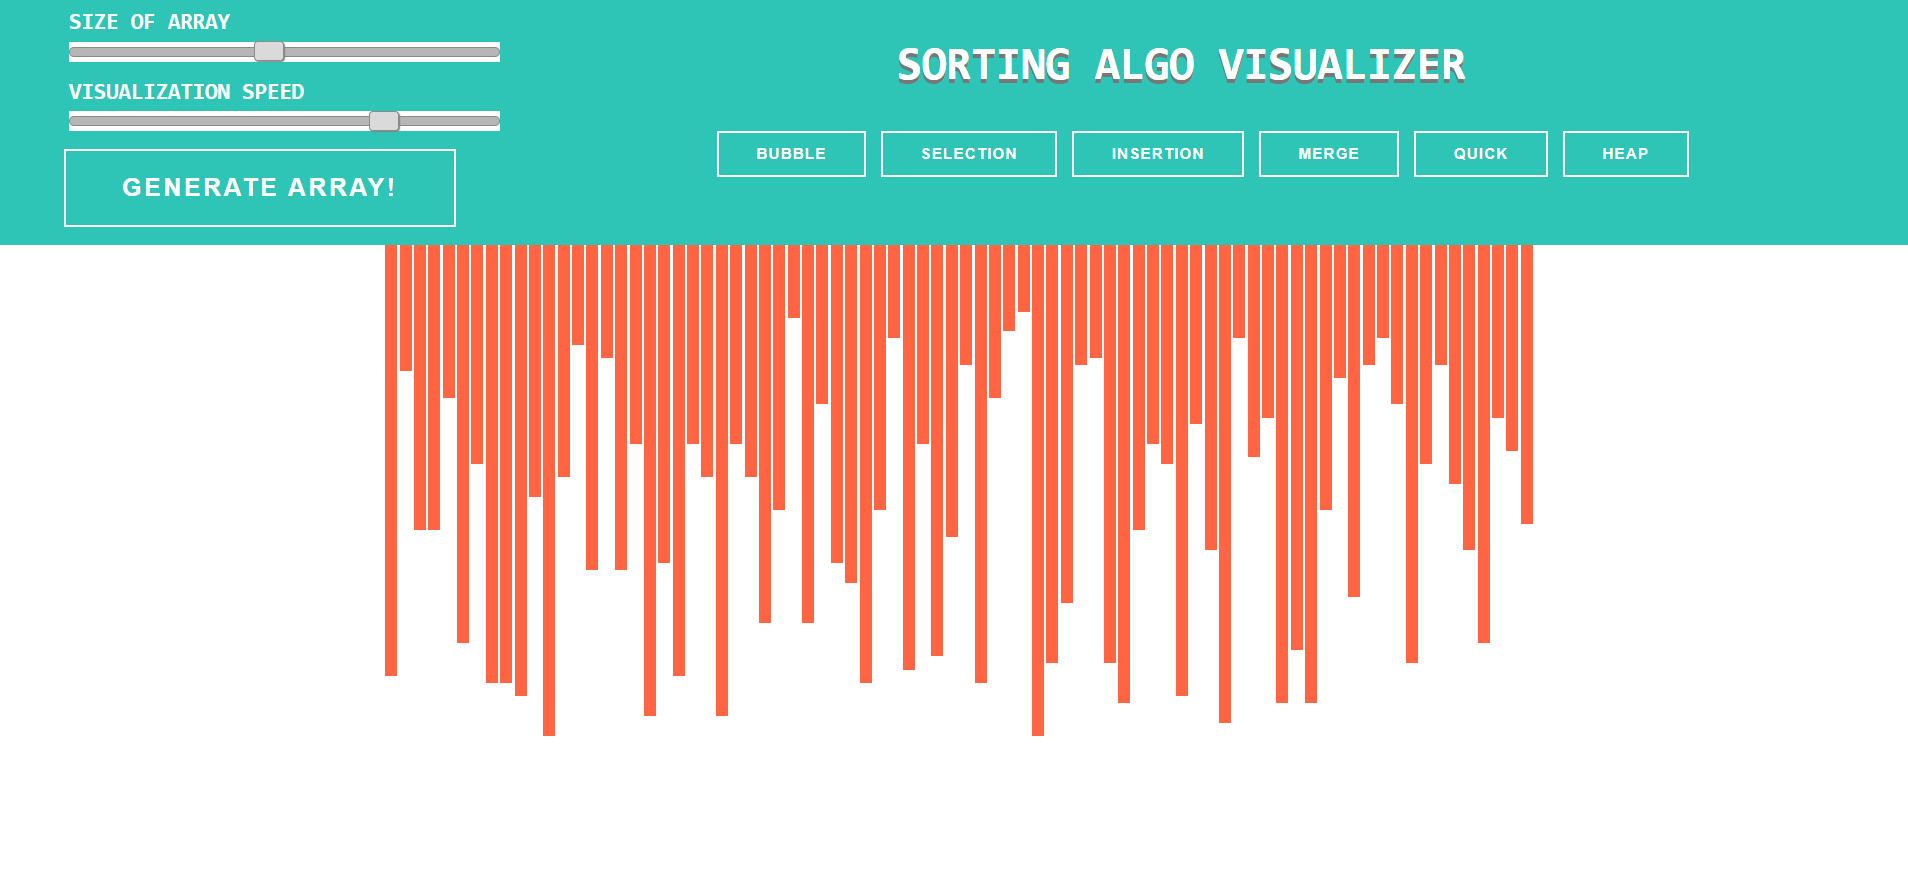 SIZE OF ARRAY
VISUALIZATION SPEED
GENERATE ARRAY!
SORTING ALGO VISUALIZER
BUBBLE SELECTION INSERTION MERGE QUICK HEAP